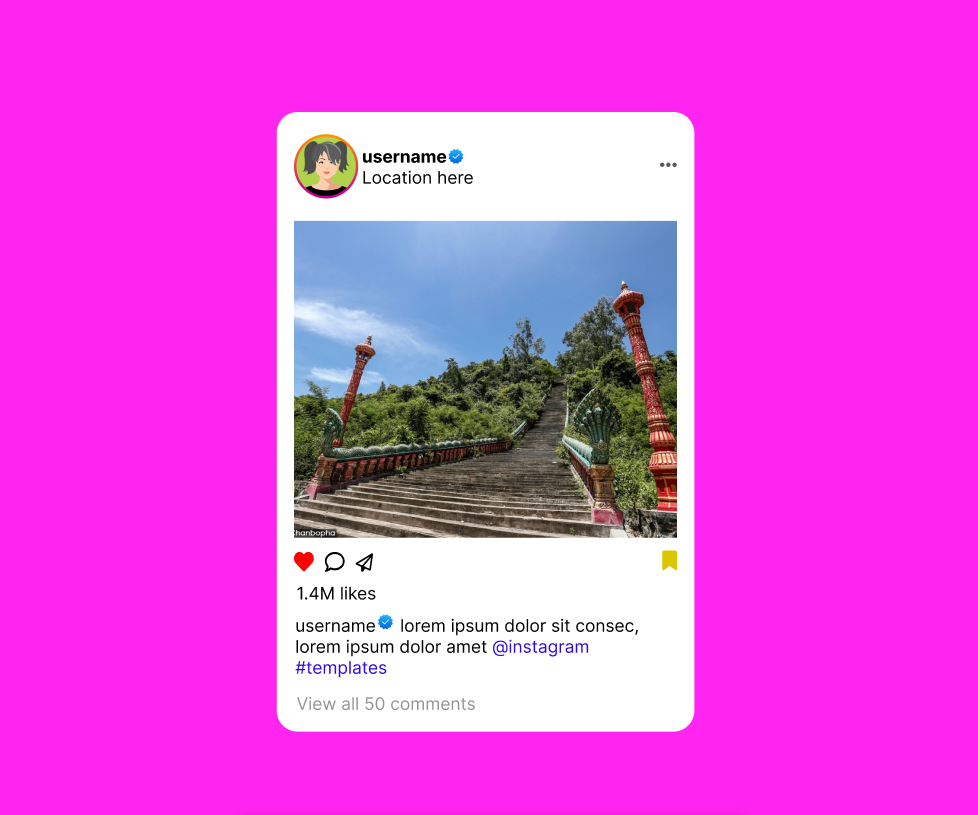 username
Location here
Chanbopha
1.4M likes
username lorem ipsum dolor sit consec,
lorem ipsum dolor amet @instagram
#templates
View all 50 comments